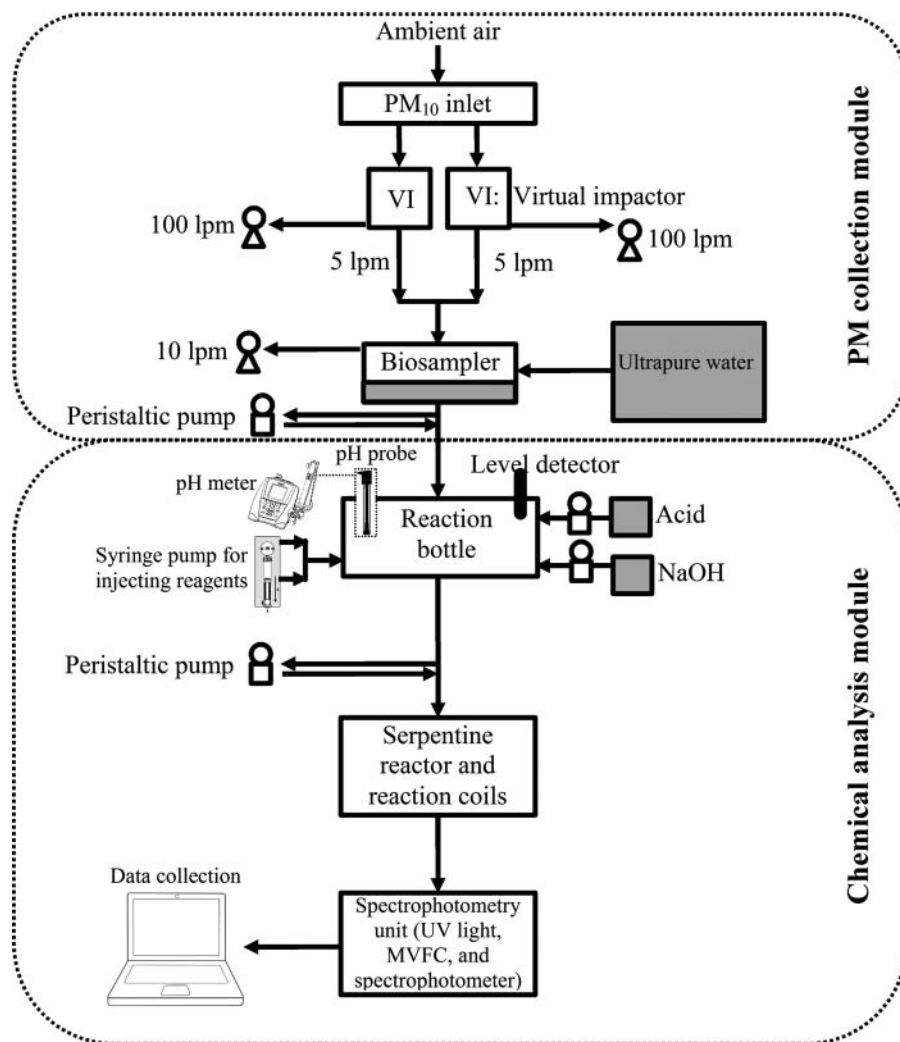 Ambient air
PM₁₀ inlet
VI
VI: Virtual impactor
100 lpm
100 lpm
5 lpm
5 lpm
10 lpm
Biosampler
Ultrapure water
Peristaltic pump
PM collection module
pH probe
Level detector
pH meter
Reaction
bottle
Acid
Syringe pump for
injecting reagents
NaOH
Peristaltic pump
Serpentine
reactor and
reaction coils
Data collection
Spectrophotometry
unit (UV light,
MVFC, and
spectrophotometer)
Chemical analysis module